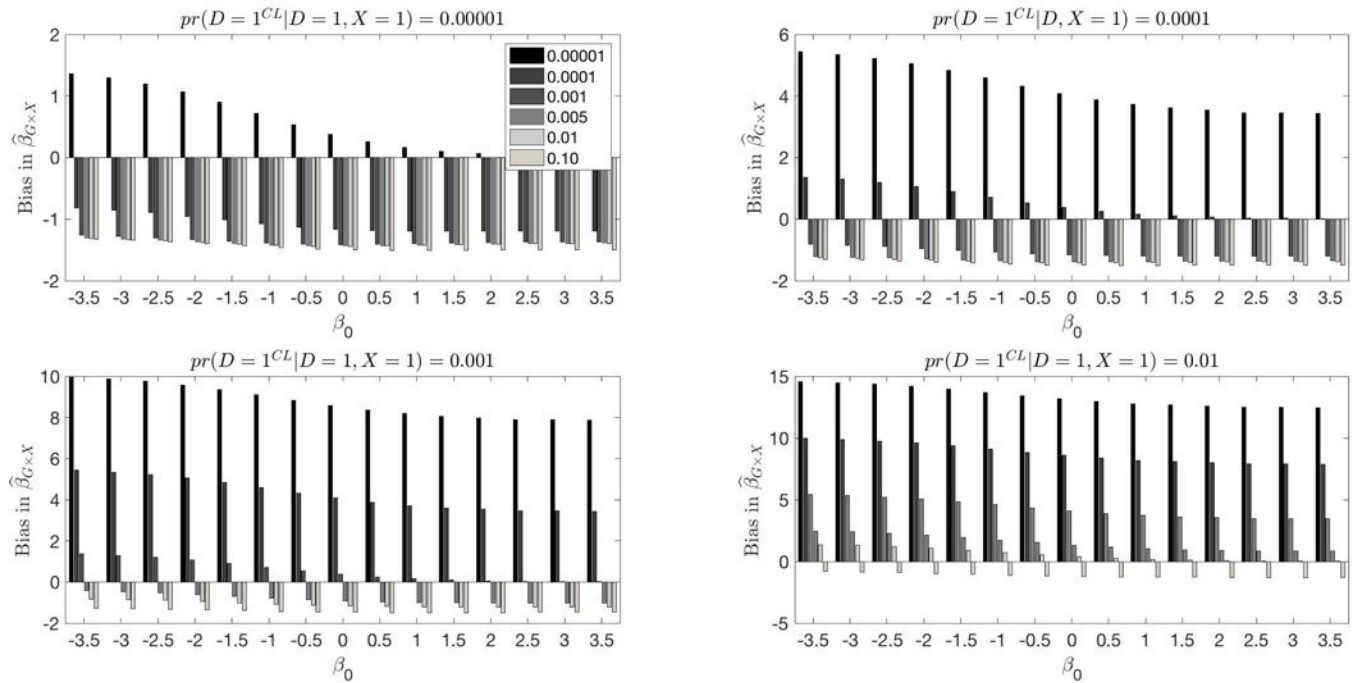 pr(D = 1^{CL}|D = 1, X = 1) = 0.00001
2
1
0
-1
-2
Bias in β̂_{G×X}
0.00001
0.0001
0.001
0.005
0.01
0.10
-3.5 -3 -2.5 -2 -1.5 -1 -0.5 0 0.5 1 1.5 2 2.5 3 3.5
β_0
pr(D = 1^{CL}|D, X = 1) = 0.0001
6
4
2
0
-2
Bias in β̂_{G×X}
-3.5 -3 -2.5 -2 -1.5 -1 -0.5 0 0.5 1 1.5 2 2.5 3 3.5
β_0
pr(D = 1^{CL}|D = 1, X = 1) = 0.001
10
8
6
4
2
0
-2
Bias in β̂_{G×X}
-3.5 -3 -2.5 -2 -1.5 -1 -0.5 0 0.5 1 1.5 2 2.5 3 3.5
β_0
pr(D = 1^{CL}|D = 1, X = 1) = 0.01
15
10
5
0
-5
Bias in β̂_{G×X}
-3.5 -3 -2.5 -2 -1.5 -1 -0.5 0 0.5 1 1.5 2 2.5 3 3.5
β_0